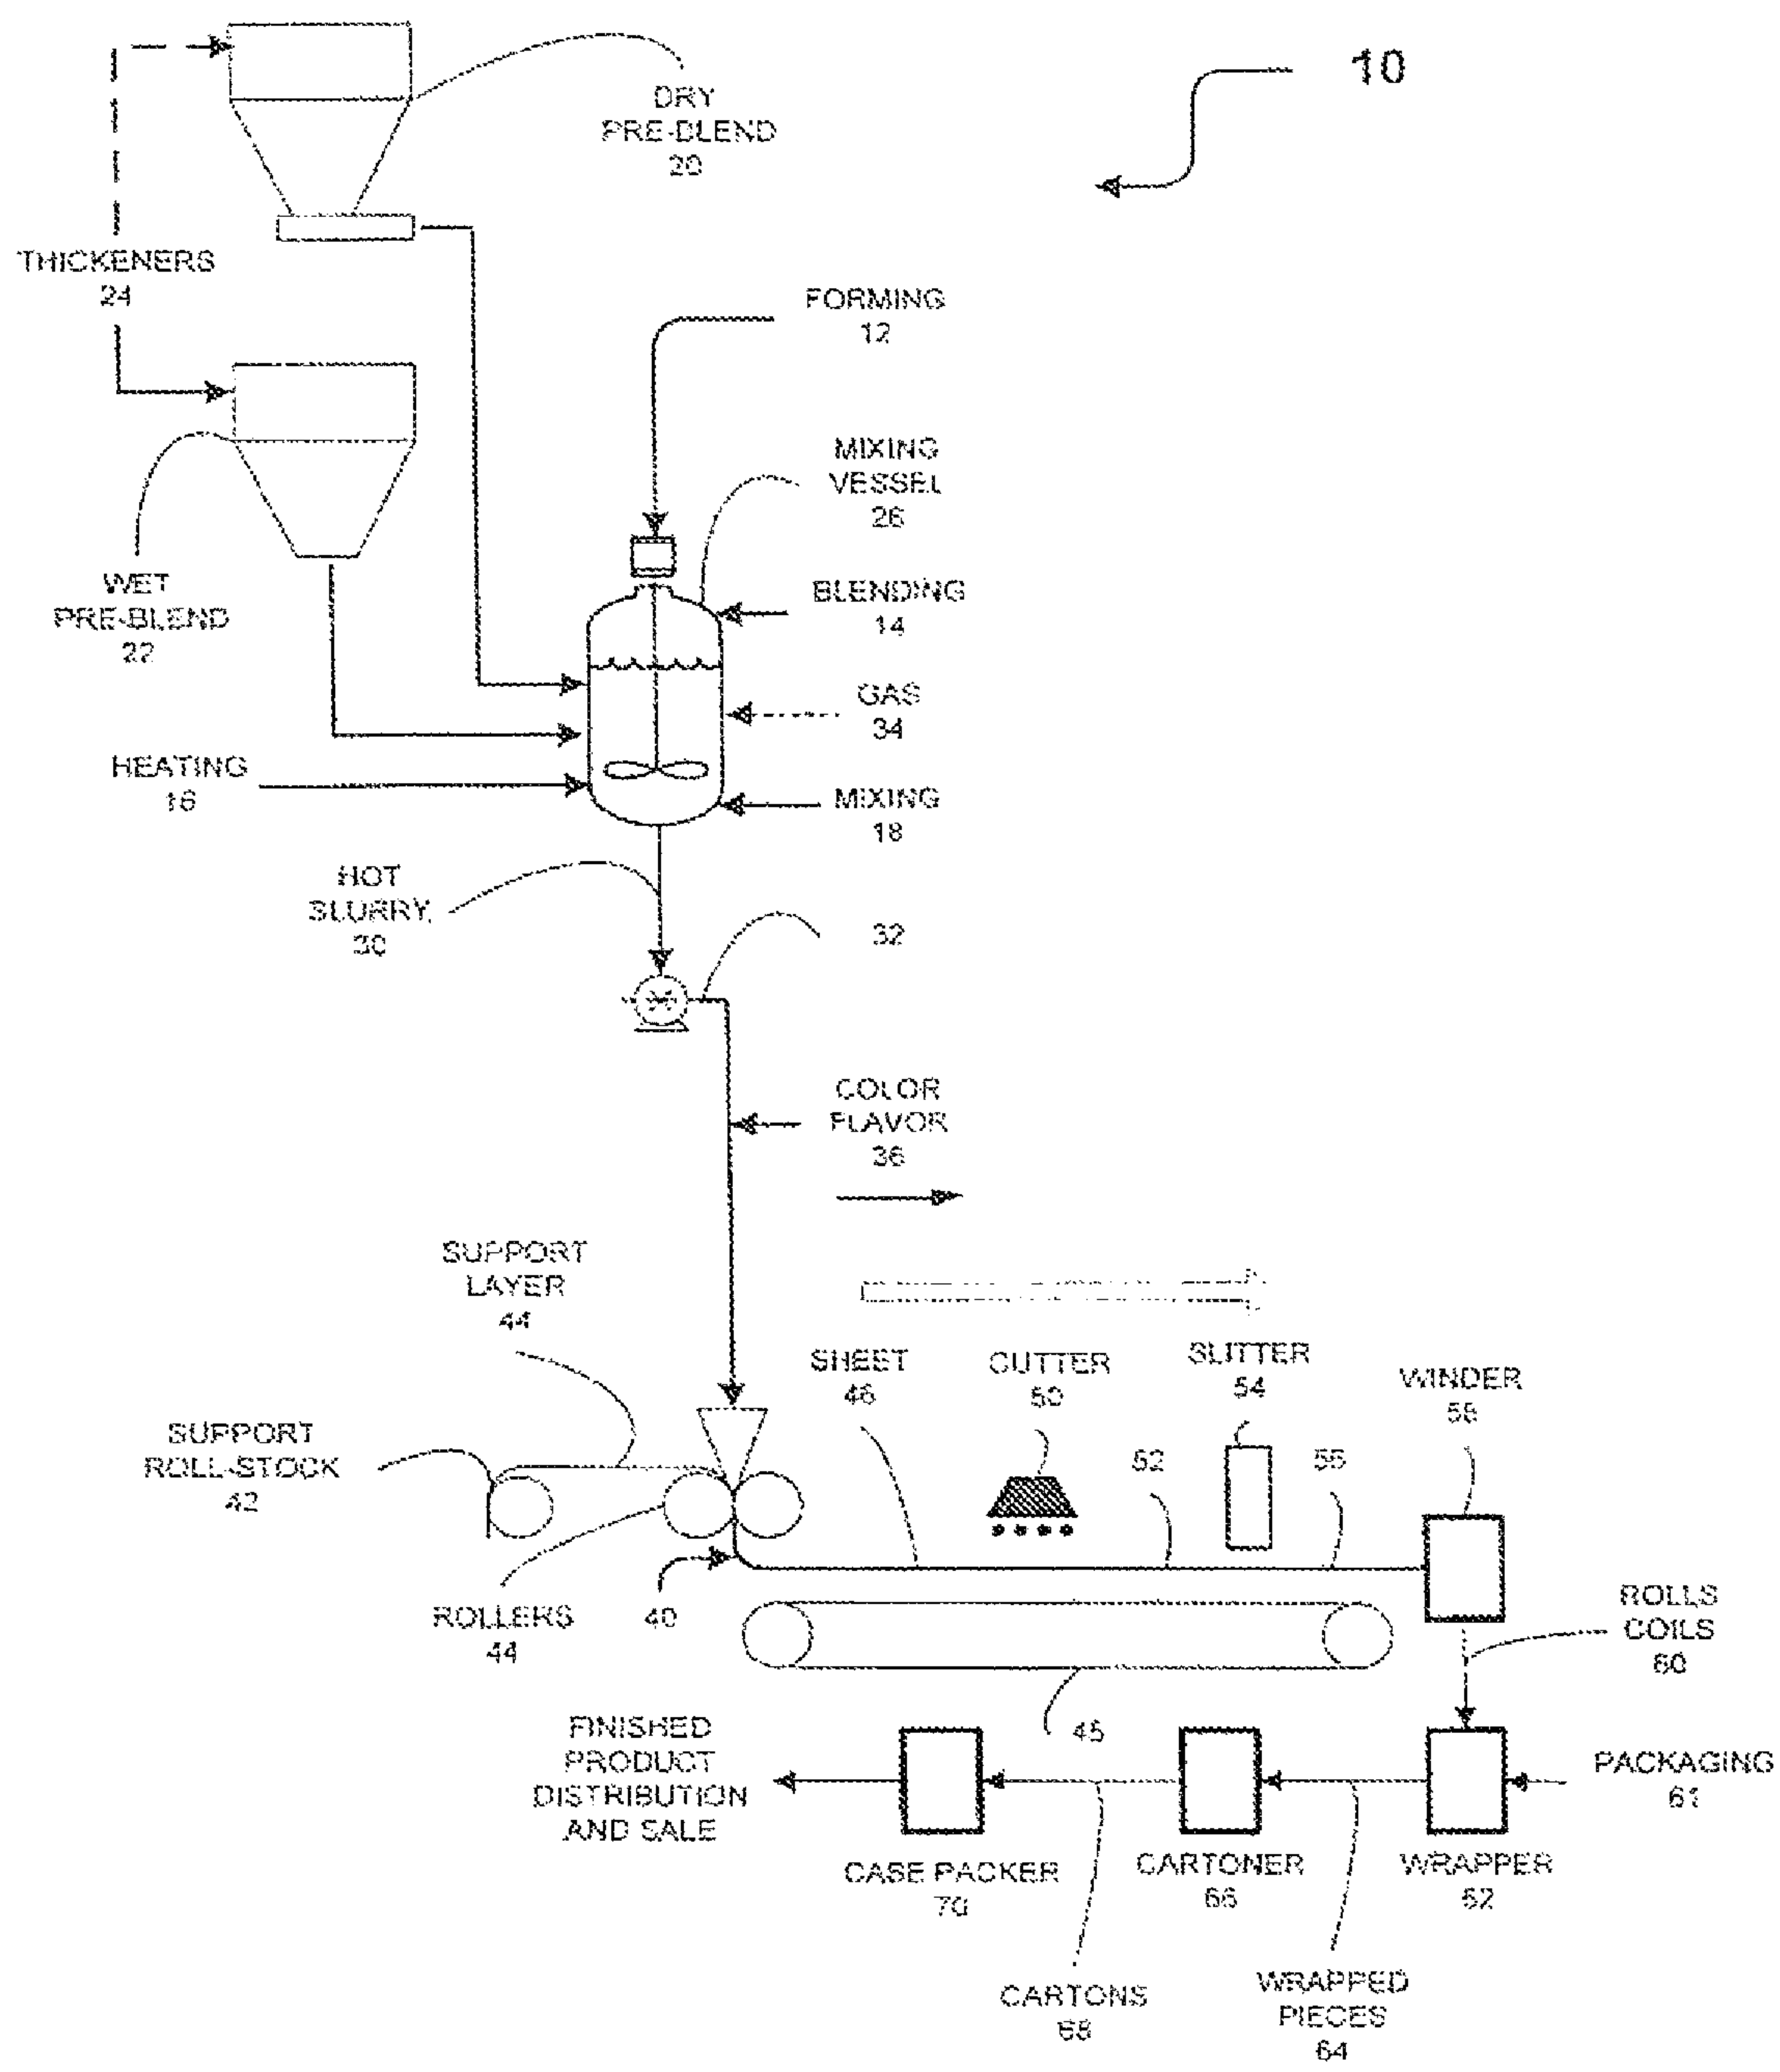 10
DRY
PRE-BLEND
20
THICKENERS
24
FORMING
12
MIXING
VESSEL
26
WET
PRE-BLEND
22
BLENDING
14
GAS
34
HEATING
16
MIXING
18
HOT
SLURRY,
30
32
COLOR
FLAVOR
36
SUPPORT
LAYER
44
SHEET
46
CUTTER
50
SLITTER
54
WINDER
58
SUPPORT
ROLL-STOCK
42
52
56
ROLLERS
44
40
ROLLS
COILS
60
45
FINISHED
PRODUCT
DISTRIBUTION
AND SALE
PACKAGING
61
CASE PACKER
70
CARTONER
66
WRAPPER
62
CARTONS
68
WRAPPED
PIECES
64